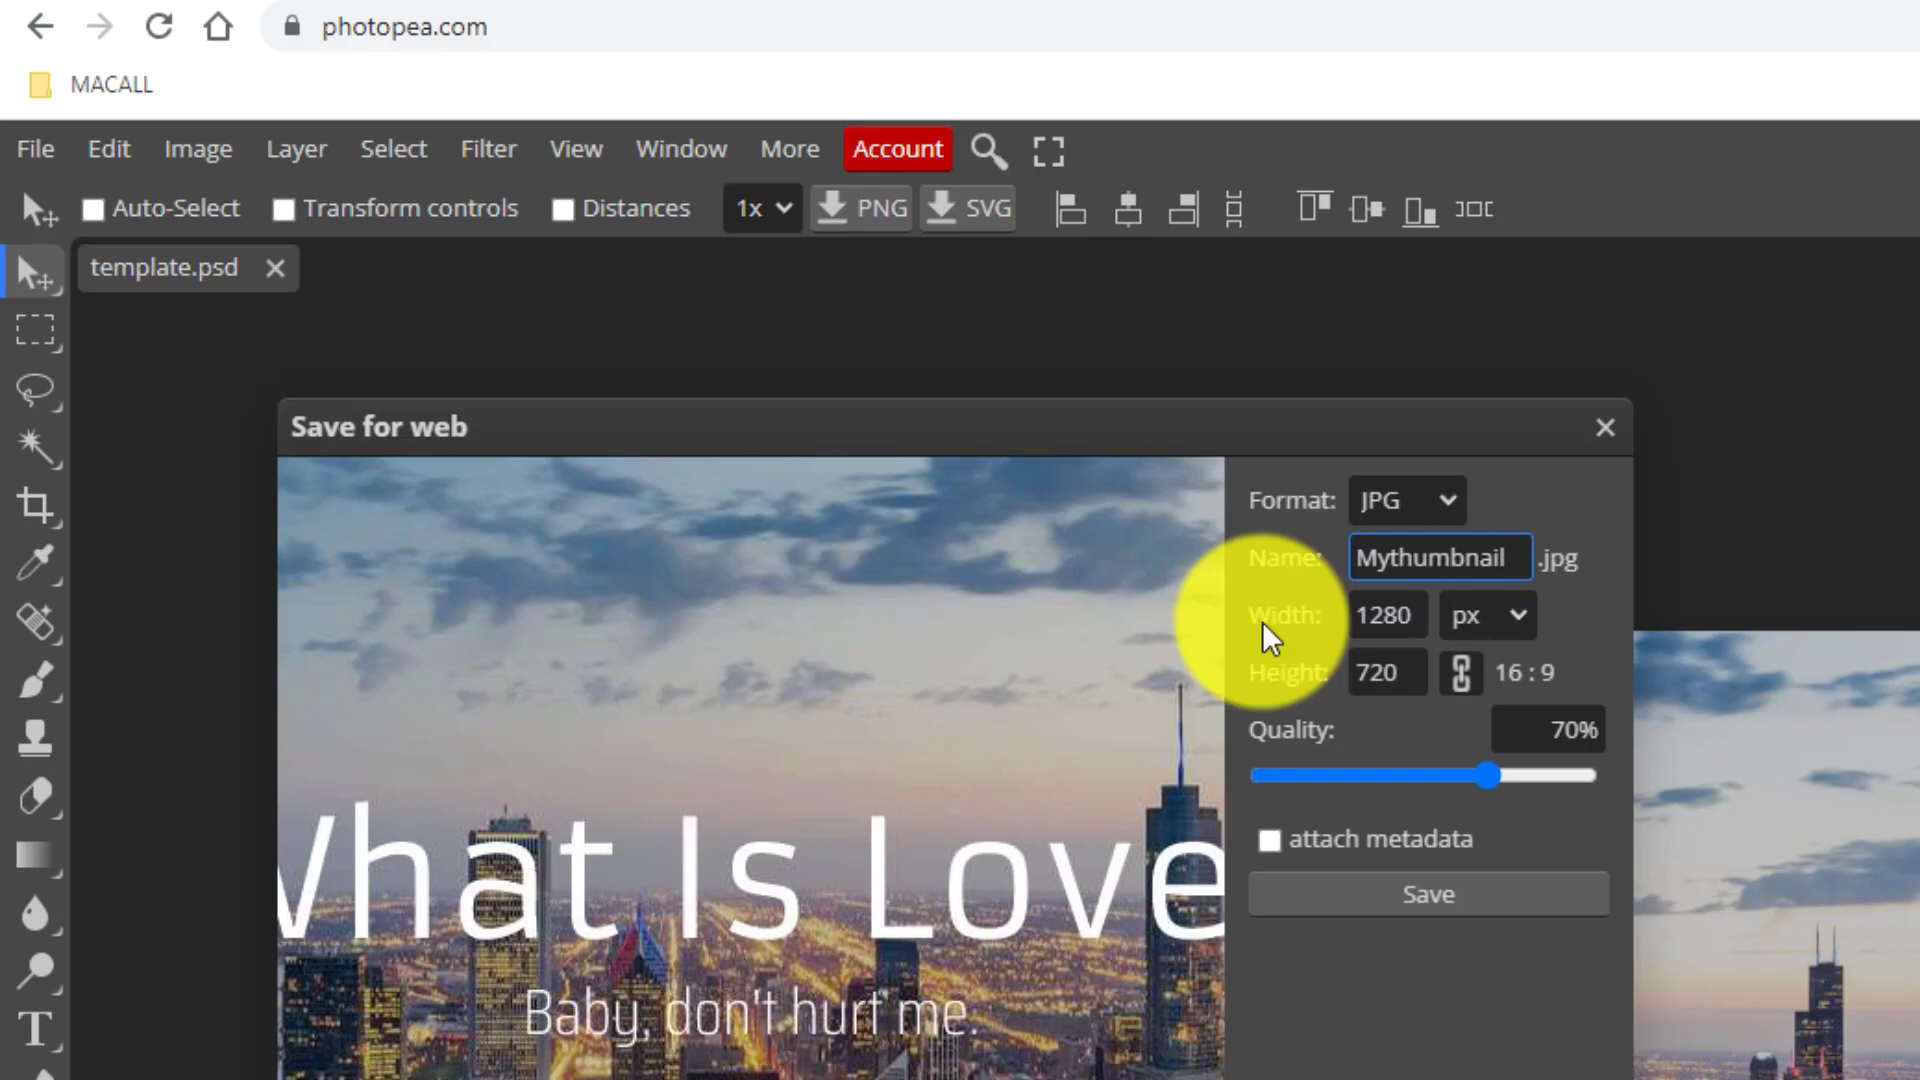 photopea.com
MACALL
File Edit Image Layer Select Filter View Window More Account
Auto-Select Transform controls Distances 1x PNG SVG
template.psd
Save for web
Format: JPG
Name: Mythumbnail .jpg
Width: 1280 px
Height: 720 16 : 9
Quality: 70%
attach metadata
Save
What Is Love
Baby, don't hurt me.
T